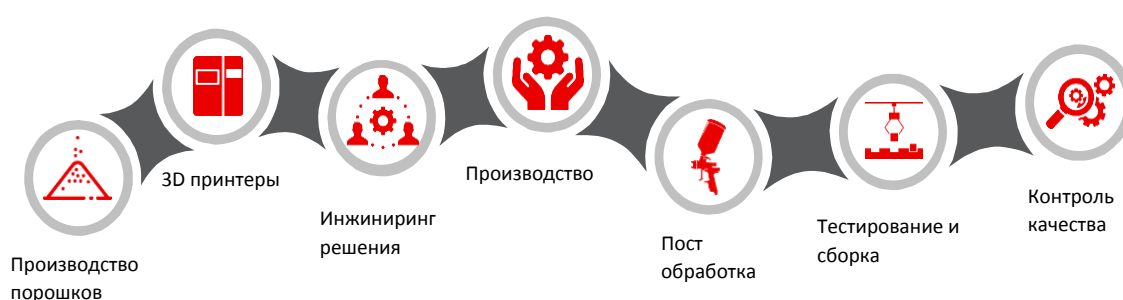 Производство
порошков
3D принтеры
Инжиниринг
решения
Производство
Пост
обработка
Тестирование и
сборка
Контроль
качества